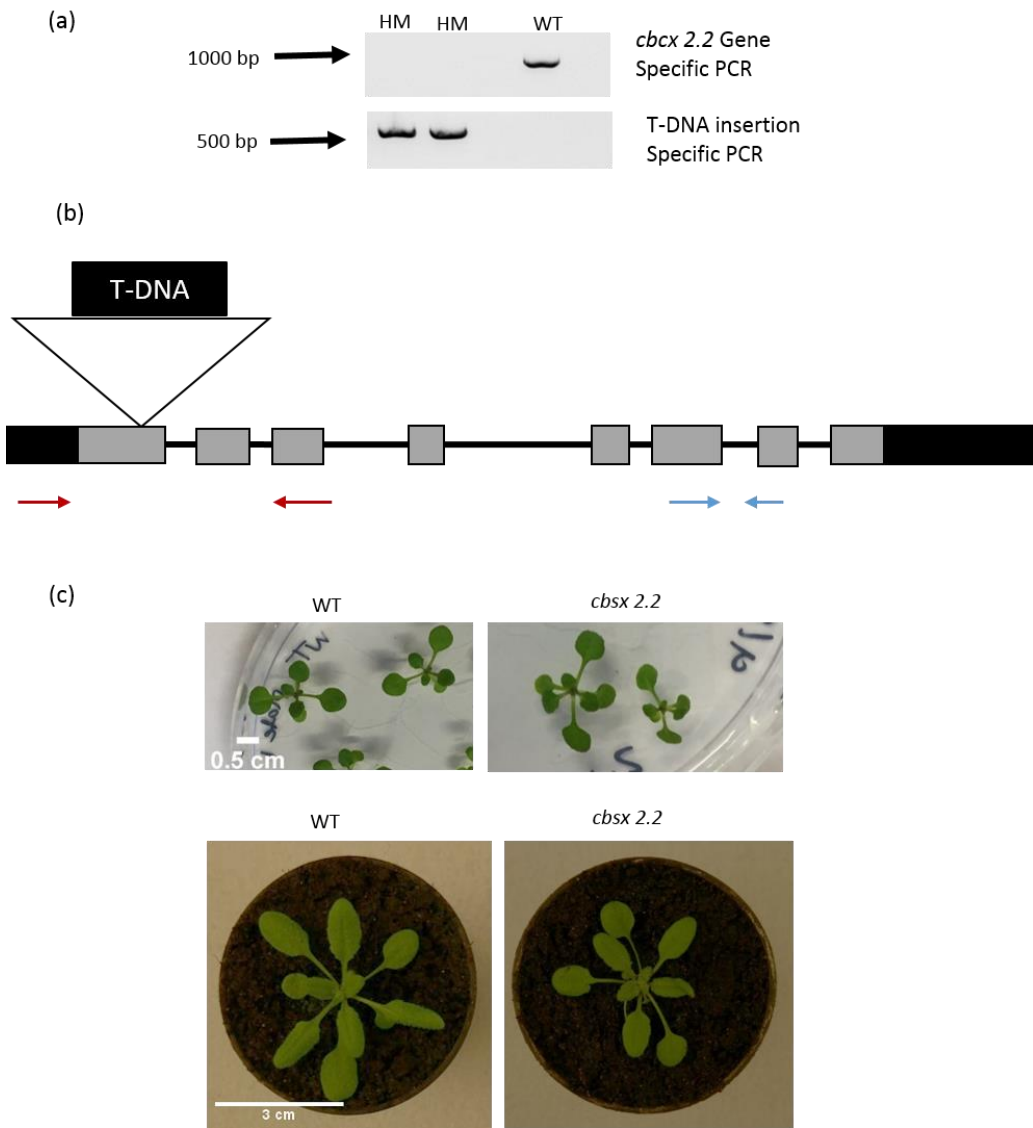 (a)
HM HM WT
1000 bp
cbcx 2.2 Gene
Specific PCR
500 bp
T-DNA insertion
Specific PCR
(b)
T-DNA
(c)
WT
cbsx 2.2
WT
0.5 cm
WT
cbsx 2.2
3 cm